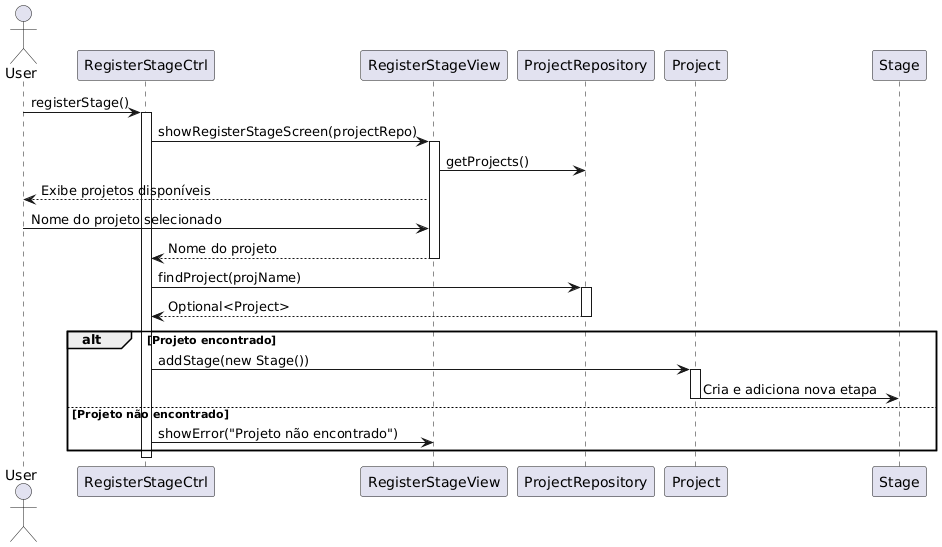 User
RegisterStageCtrl
RegisterStageView
ProjectRepository
Project
Stage
registerStage()
showRegisterStageScreen(projectRepo)
getProjects()
Exibe projetos disponíveis
Nome do projeto selecionado
Nome do projeto
findProject(projName)
Optional<Project>
alt
[Projeto encontrado]
addStage(new Stage())
Cria e adiciona nova etapa
[Projeto não encontrado]
showError("Projeto não encontrado")
User
RegisterStageCtrl
RegisterStageView
ProjectRepository
Project
Stage